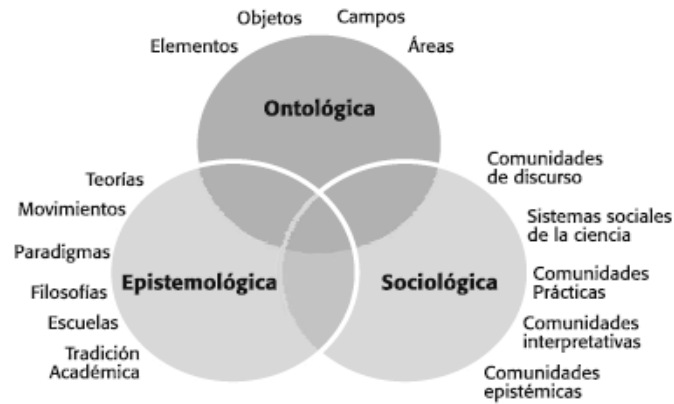 Elementos
Objetos
Campos
Áreas
Ontológica
Teorías
Movimientos
Paradigmas
Filosofías
Escuelas
Tradición
Académica
Epistemológica
Sociológica
Comunidades
de discurso
Sistemas sociales
de la ciencia
Comunidades
Prácticas
Comunidades
interpretativas
Comunidades
epistémicas